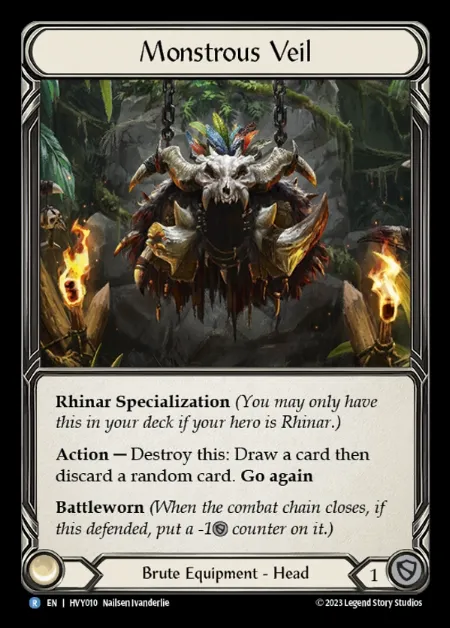 Monstrous Veil
Rhinar Specialization (You may only have
this in your deck if your hero is Rhinar.)
Action — Destroy this: Draw a card then
discard a random card. Go again
Battleworn (When the combat chain closes, if
this defended, put a -1 counter on it.)
Brute Equipment - Head
1
R EN | HVY010 Nailsen Ivanderlie
© 2023 Legend Story Studios